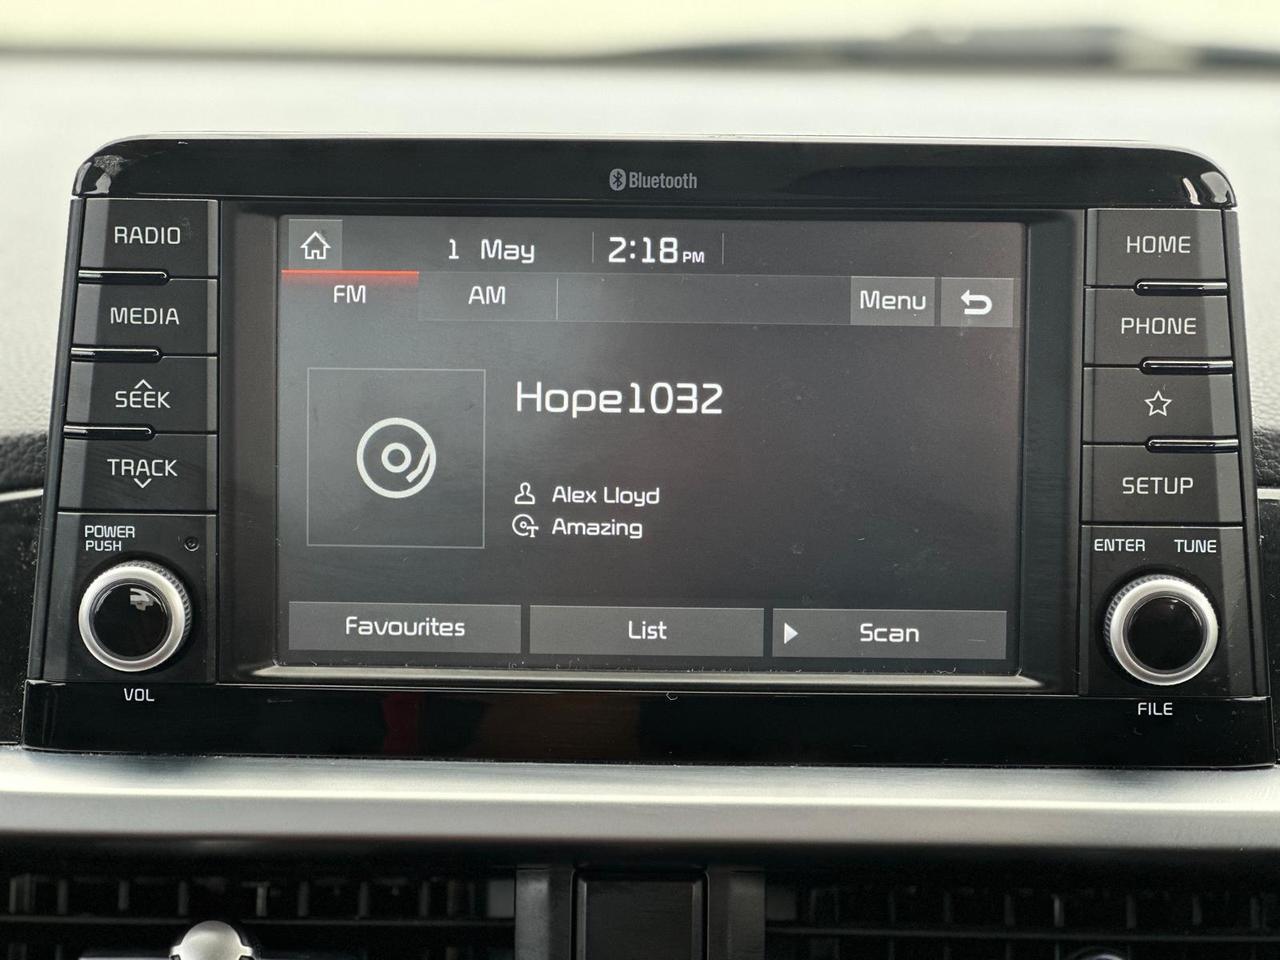 Bluetooth
RADIO
MEDIA
SEEK
TRACK
POWER
PUSH
VOL
1 May
2:18 PM
FM
AM
Menu
Hope1032
Alex Lloyd
Amazing
Favourites
List
Scan
HOME
PHONE
SETUP
ENTER
TUNE
FILE